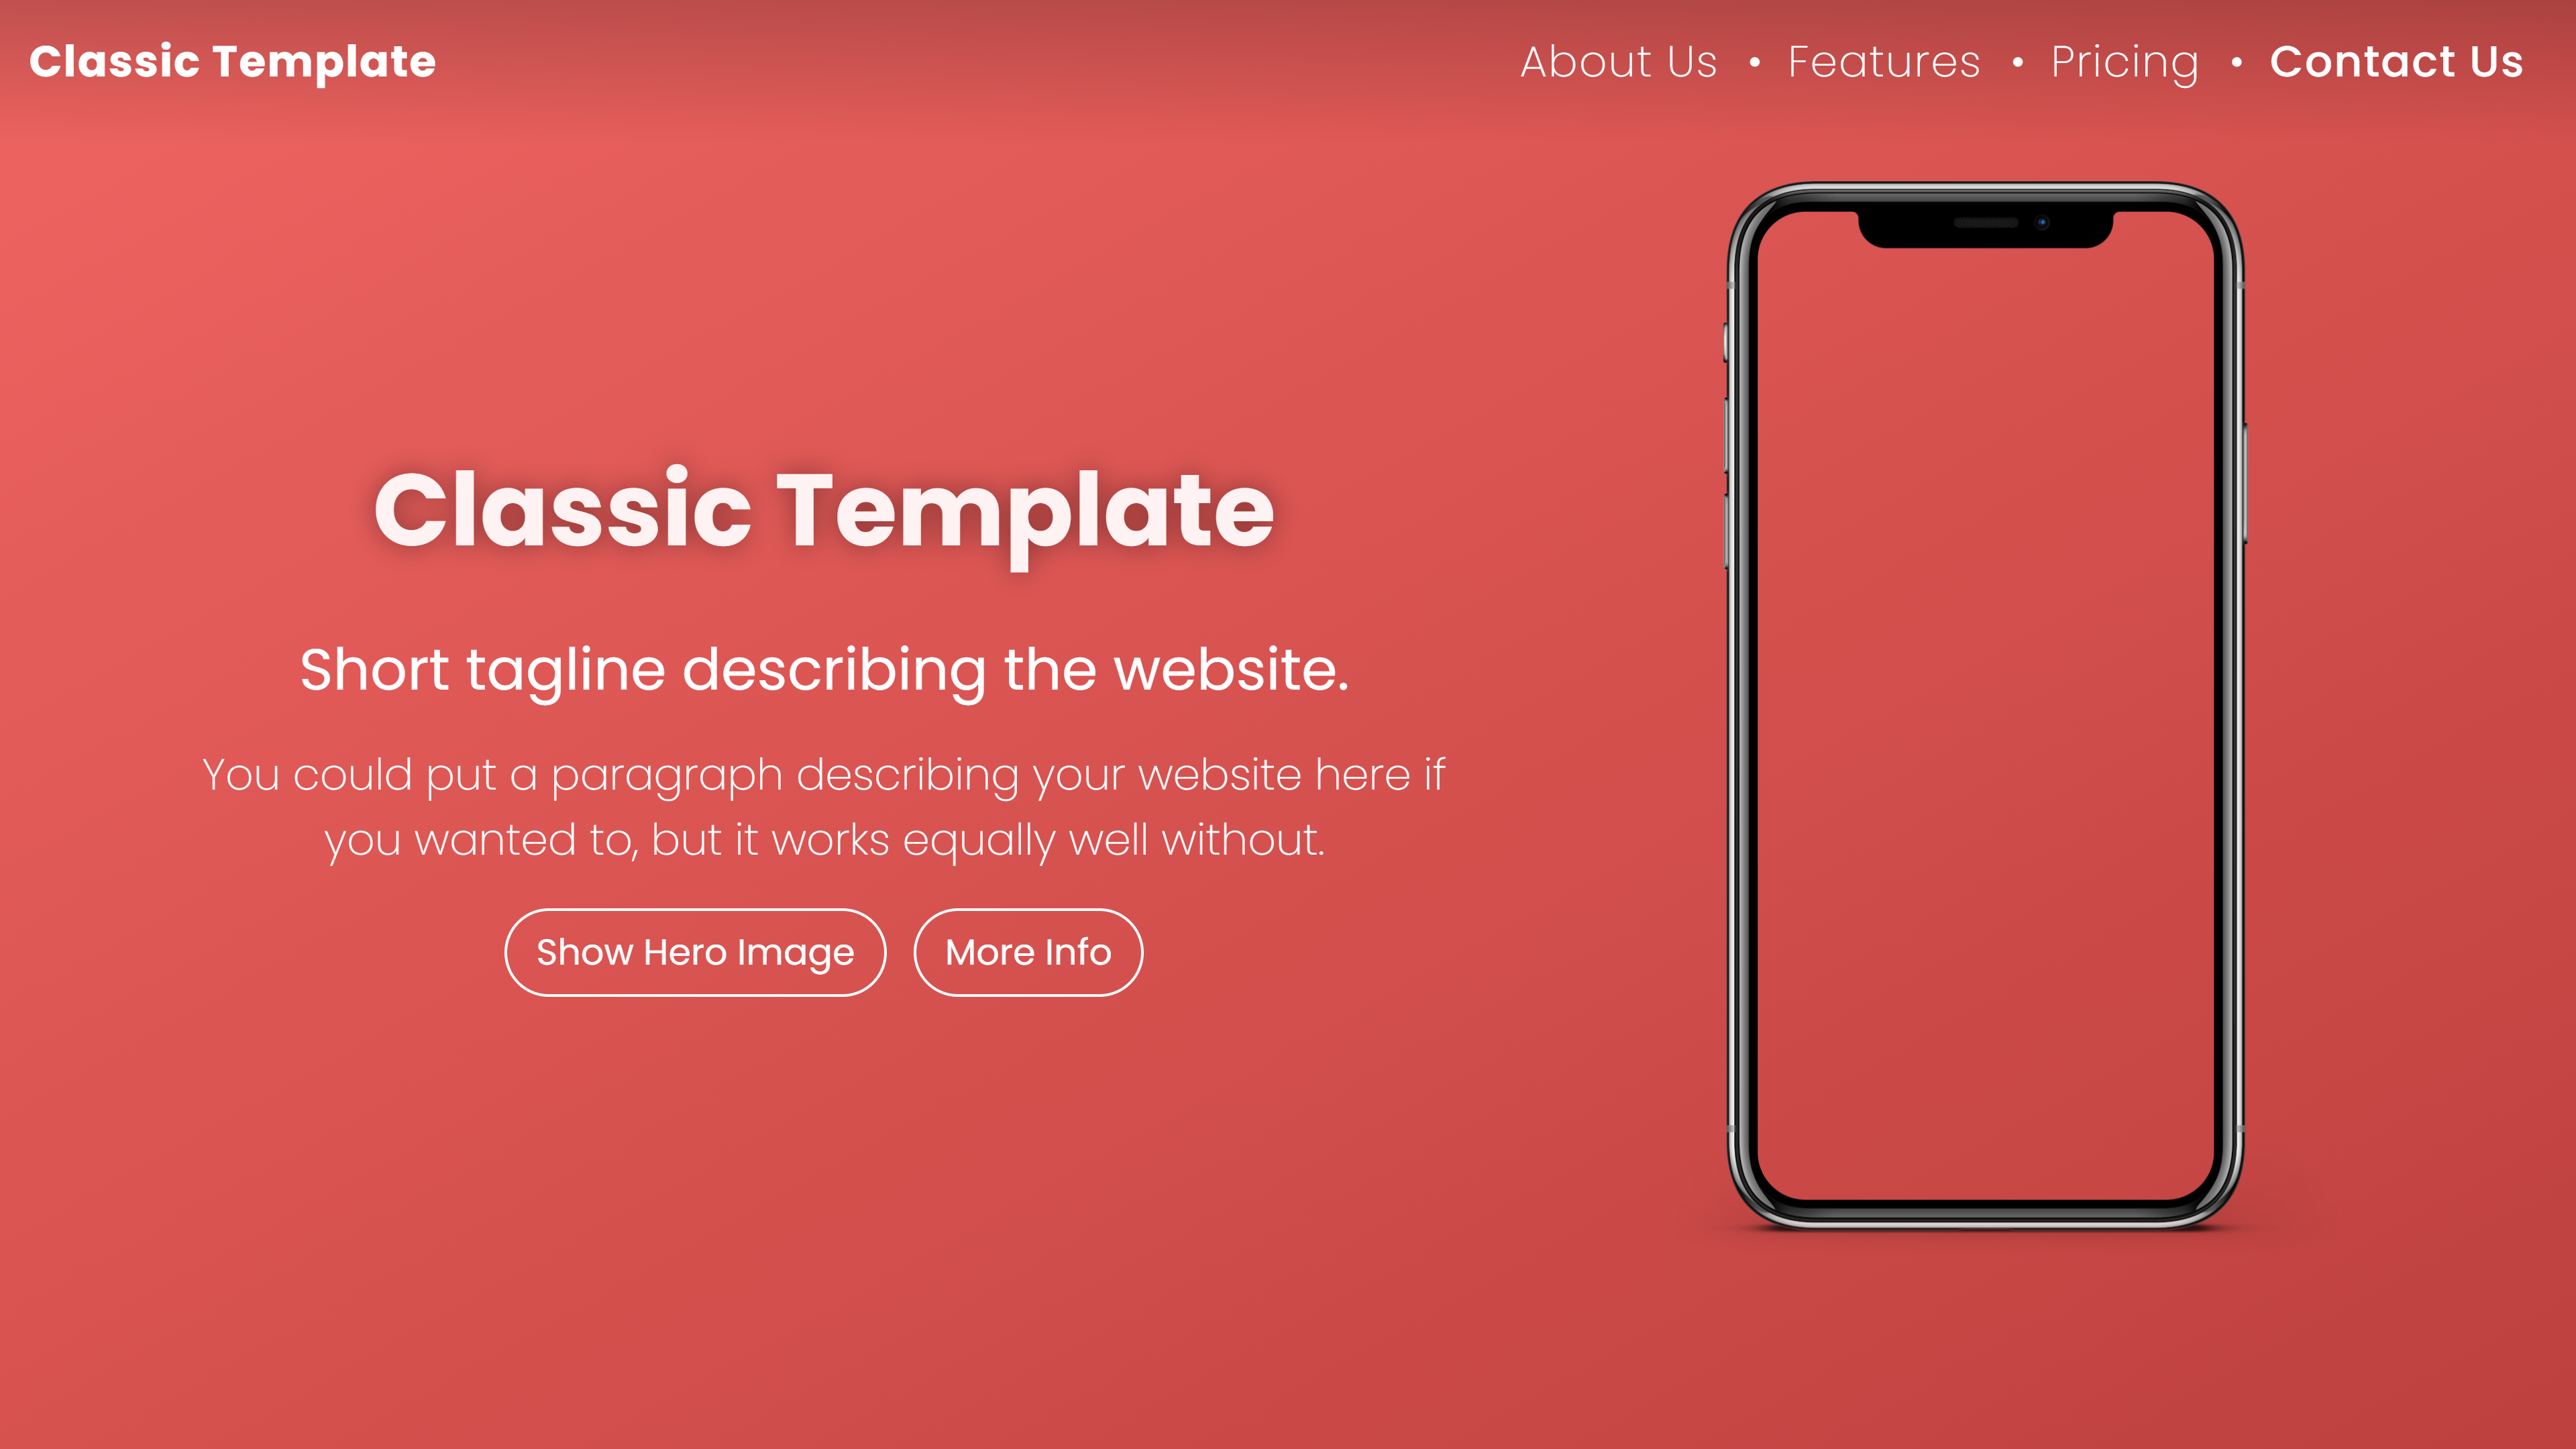 Classic Template
About Us • Features • Pricing • Contact Us
Classic Template
Short tagline describing the website.
You could put a paragraph describing your website here if
you wanted to, but it works equally well without.
Show Hero Image
More Info